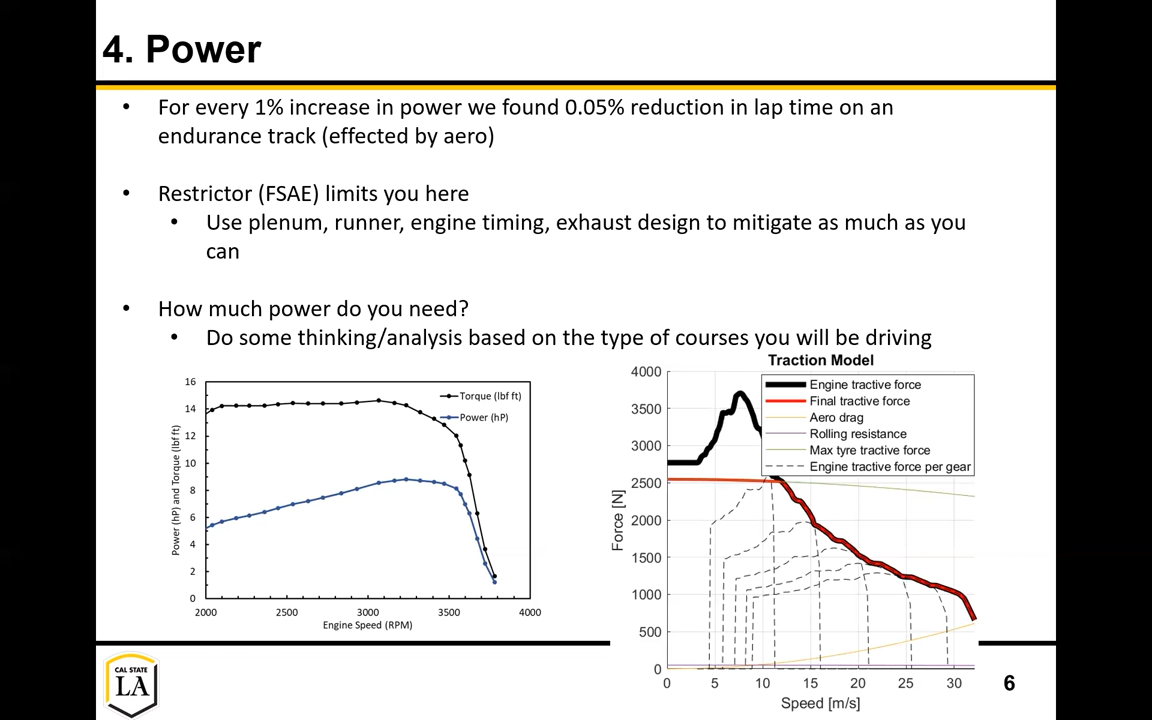 4. Power
• For every 1% increase in power we found 0.05% reduction in lap time on an
endurance track (effected by aero)
• Restrictor (FSAE) limits you here
• Use plenum, runner, engine timing, exhaust design to mitigate as much as you
can
• How much power do you need?
• Do some thinking/analysis based on the type of courses you will be driving
16
14
12
10
8
6
4
2
0
Power (hP) and Torque (lbf ft)
Torque (lbf ft)
Power (hP)
2000 2500 3000 3500 4000
Engine Speed (RPM)
Traction Model
4000
3500
3000
2500
2000
1500
1000
500
0
Force [N]
Engine tractive force
Final tractive force
Aero drag
Rolling resistance
Max tyre tractive force
Engine tractive force per gear
0 5 10 15 20 25 30
Speed [m/s]
CAL STATE
LA
6